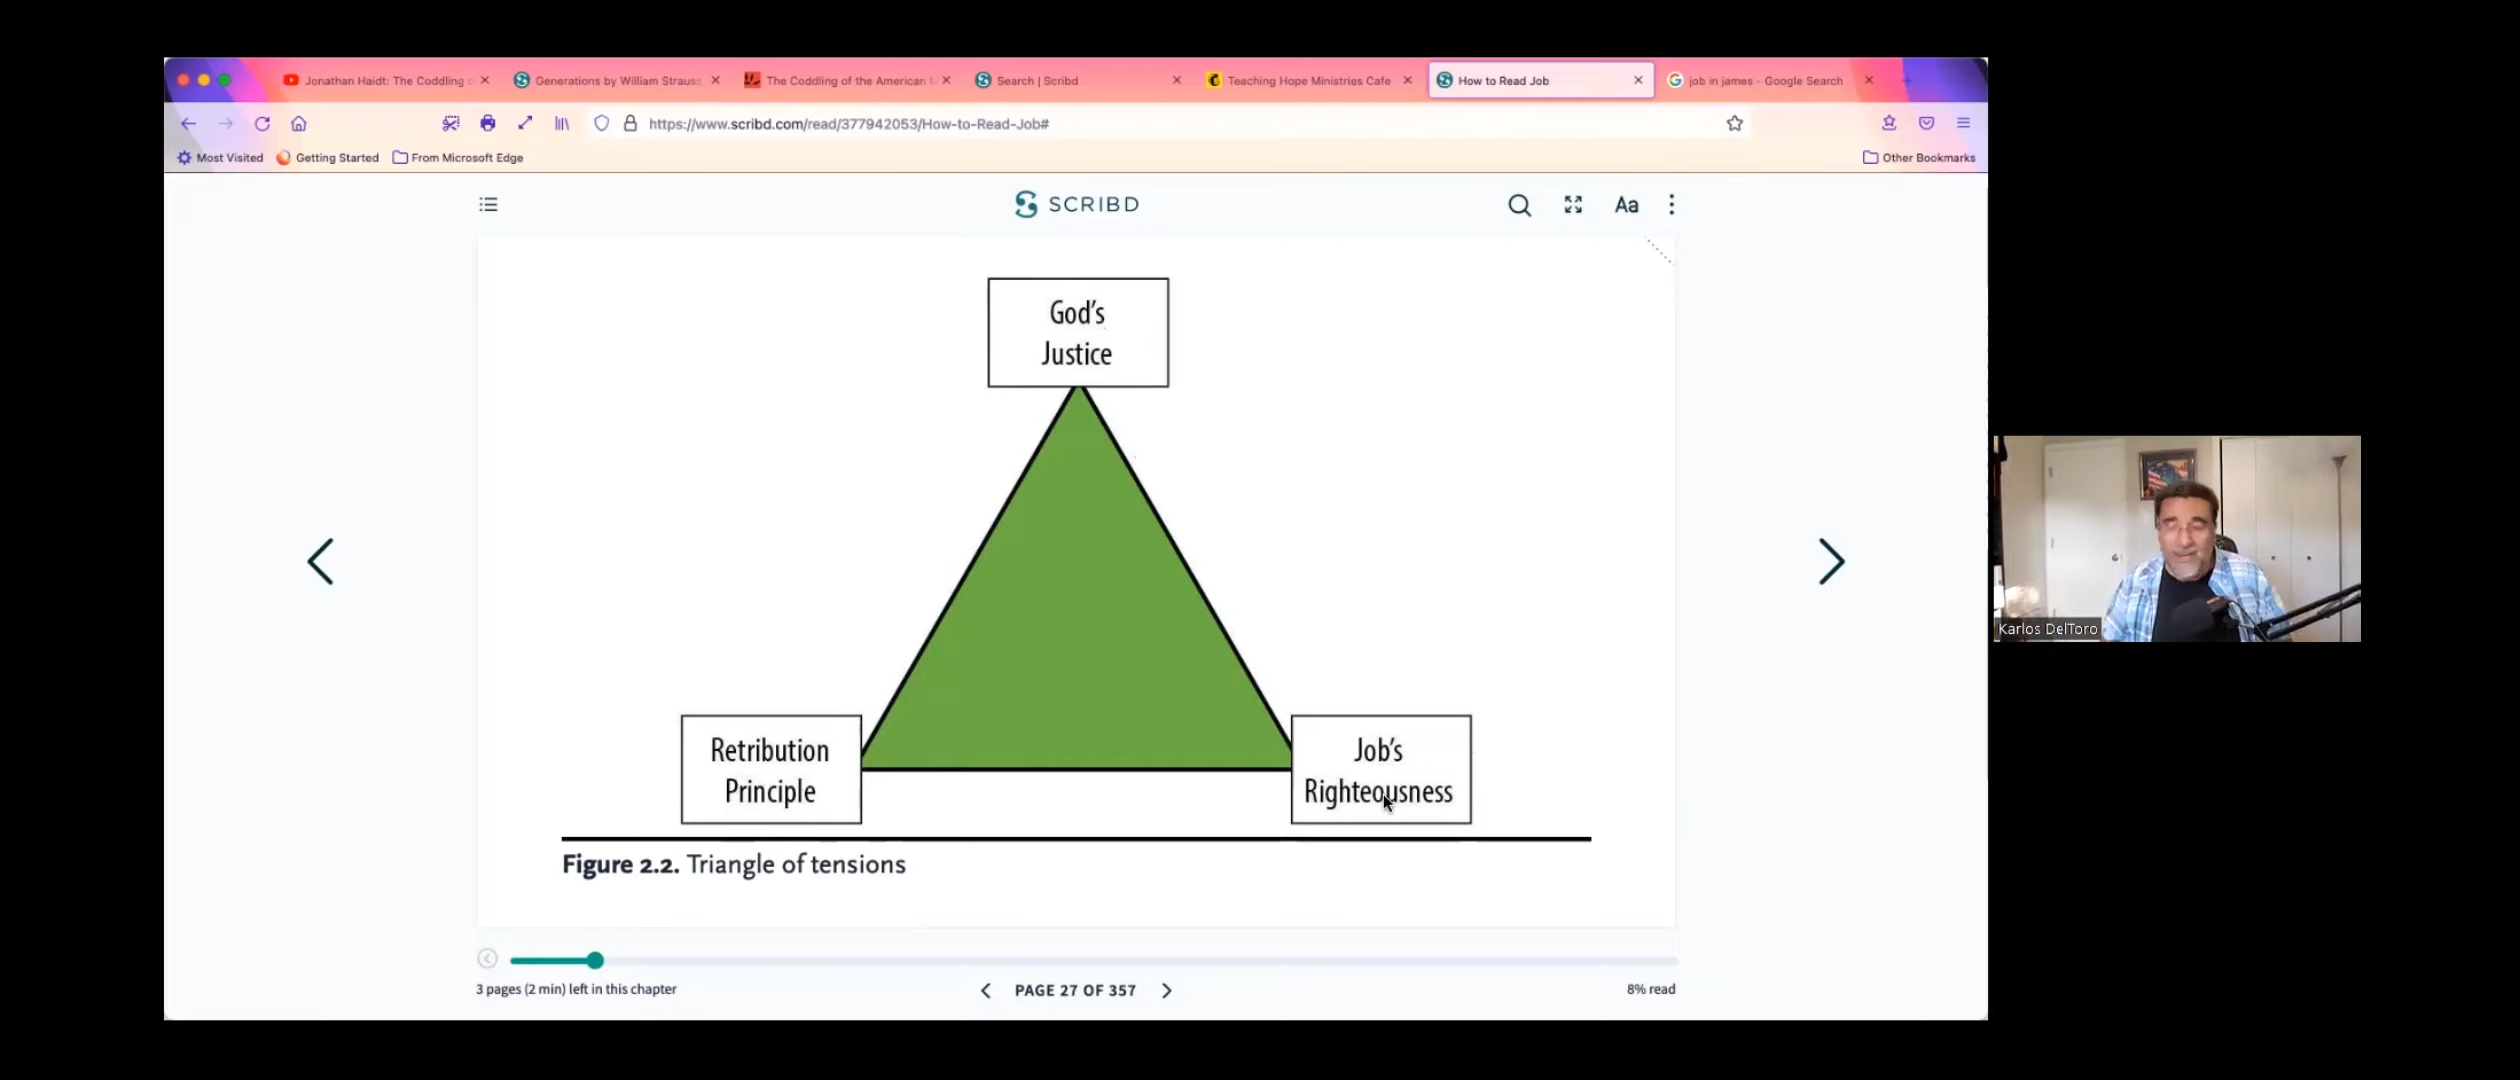 Jonathan Haidt: The Coddling
Generations by William Strauss
The Coddling of the American
Search | Scribd
Teaching Hope Ministries Cafe
How to Read Job
job in james - Google Search
https://www.scribd.com/read/377942053/How-to-Read-Job#
Most Visited
Getting Started
From Microsoft Edge
Other Bookmarks
SCRIBD
Aa
God's
Justice
Retribution
Principle
Job's
Righteousness
Figure 2.2. Triangle of tensions
3 pages (2 min) left in this chapter
PAGE 27 OF 357
8% read
Karlos DelToro